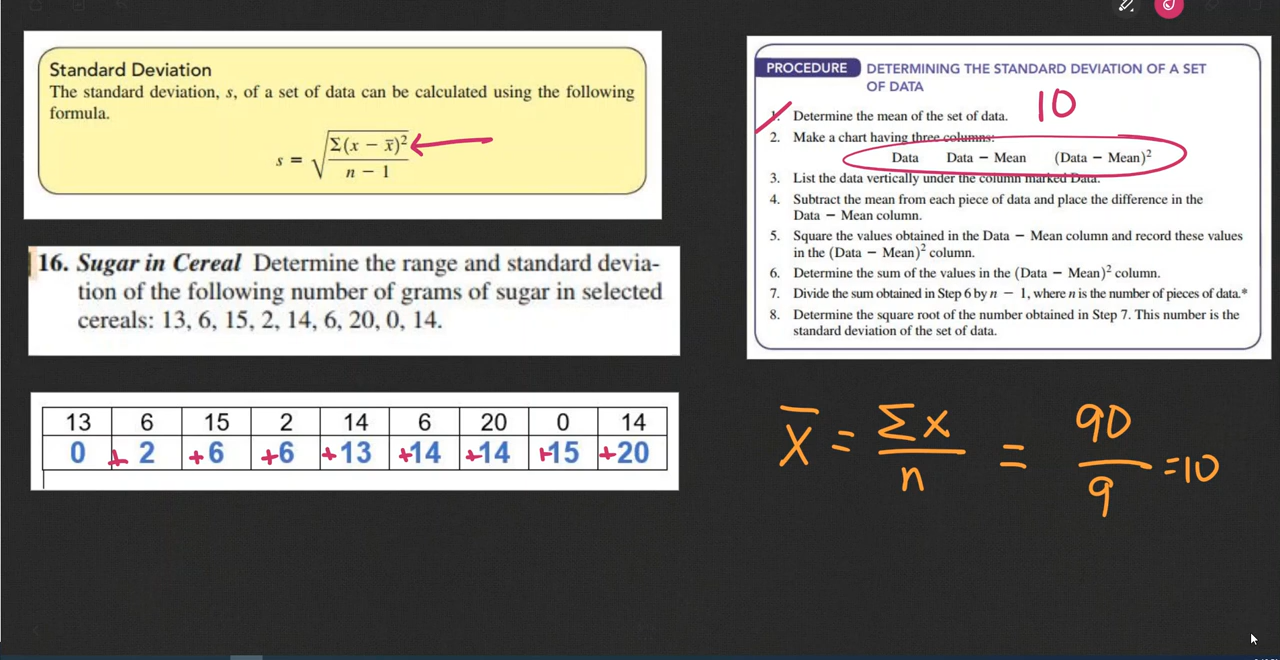 Standard Deviation
The standard deviation, s, of a set of data can be calculated using the following
formula.
s = √(Σ(x − x̄)² / (n − 1))
16. Sugar in Cereal Determine the range and standard devia-
tion of the following number of grams of sugar in selected
cereals: 13, 6, 15, 2, 14, 6, 20, 0, 14.
13 6 15 2 14 6 20 0 14
0 + 2 +6 +6 +13 +14 +14 +15 +20
PROCEDURE DETERMINING THE STANDARD DEVIATION OF A SET
OF DATA
1. Determine the mean of the set of data. 10
2. Make a chart having three columns:
Data Data − Mean (Data − Mean)²
3. List the data vertically under the column marked Data.
4. Subtract the mean from each piece of data and place the difference in the
Data − Mean column.
5. Square the values obtained in the Data − Mean column and record these values
in the (Data − Mean)² column.
6. Determine the sum of the values in the (Data − Mean)² column.
7. Divide the sum obtained in Step 6 by n − 1, where n is the number of pieces of data.*
8. Determine the square root of the number obtained in Step 7. This number is the
standard deviation of the set of data.
x̄ = Σx / n = 90 / 9 = 10